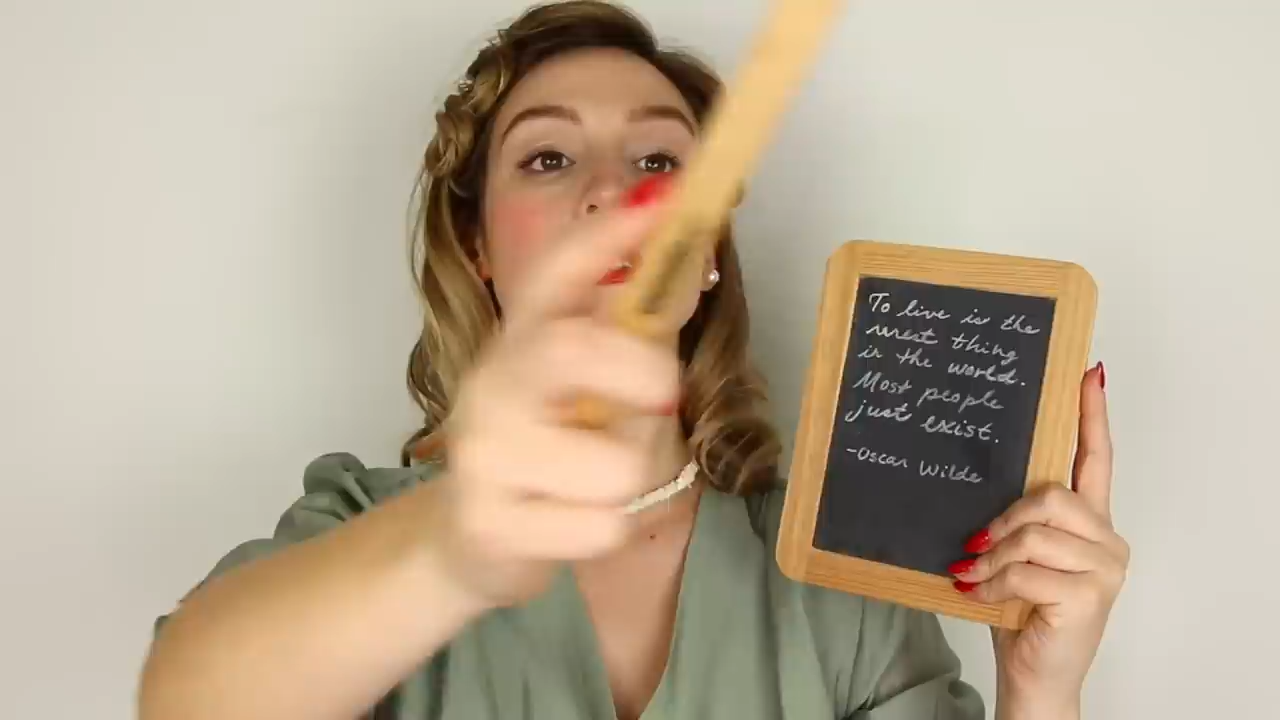 To live is the
rarest thing
in the world.
Most people
just exist.
-Oscar Wilde